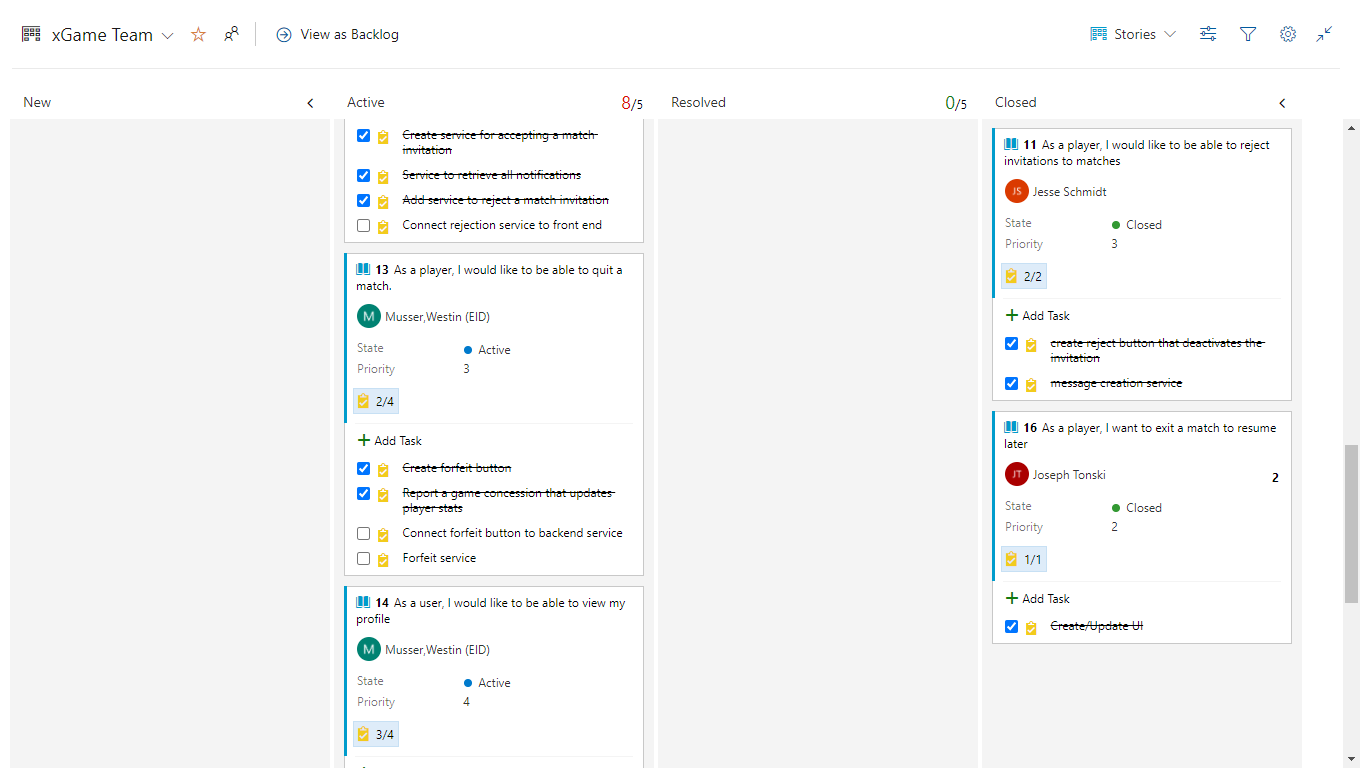 xGame Team
View as Backlog
Stories
New
Active
8/5
Resolved
0/5
Closed
Create service for accepting a match
invitation
Service to retrieve all notifications
Add service to reject a match invitation
Connect rejection service to front end
13 As a player, I would like to be able to quit a
match.
M Musser,Westin (EID)
State Active
Priority 3
2/4
Add Task
Create forfeit button
Report a game concession that updates
player stats
Connect forfeit button to backend service
Forfeit service
14 As a user, I would like to be able to view my
profile
M Musser,Westin (EID)
State Active
Priority 4
3/4
11 As a player, I would like to be able to reject
invitations to matches
JS Jesse Schmidt
State Closed
Priority 3
2/2
Add Task
create reject button that deactivates the
invitation
message creation service
16 As a player, I want to exit a match to resume
later
JT Joseph Tonski 2
State Closed
Priority 2
1/1
Add Task
Create/Update UI